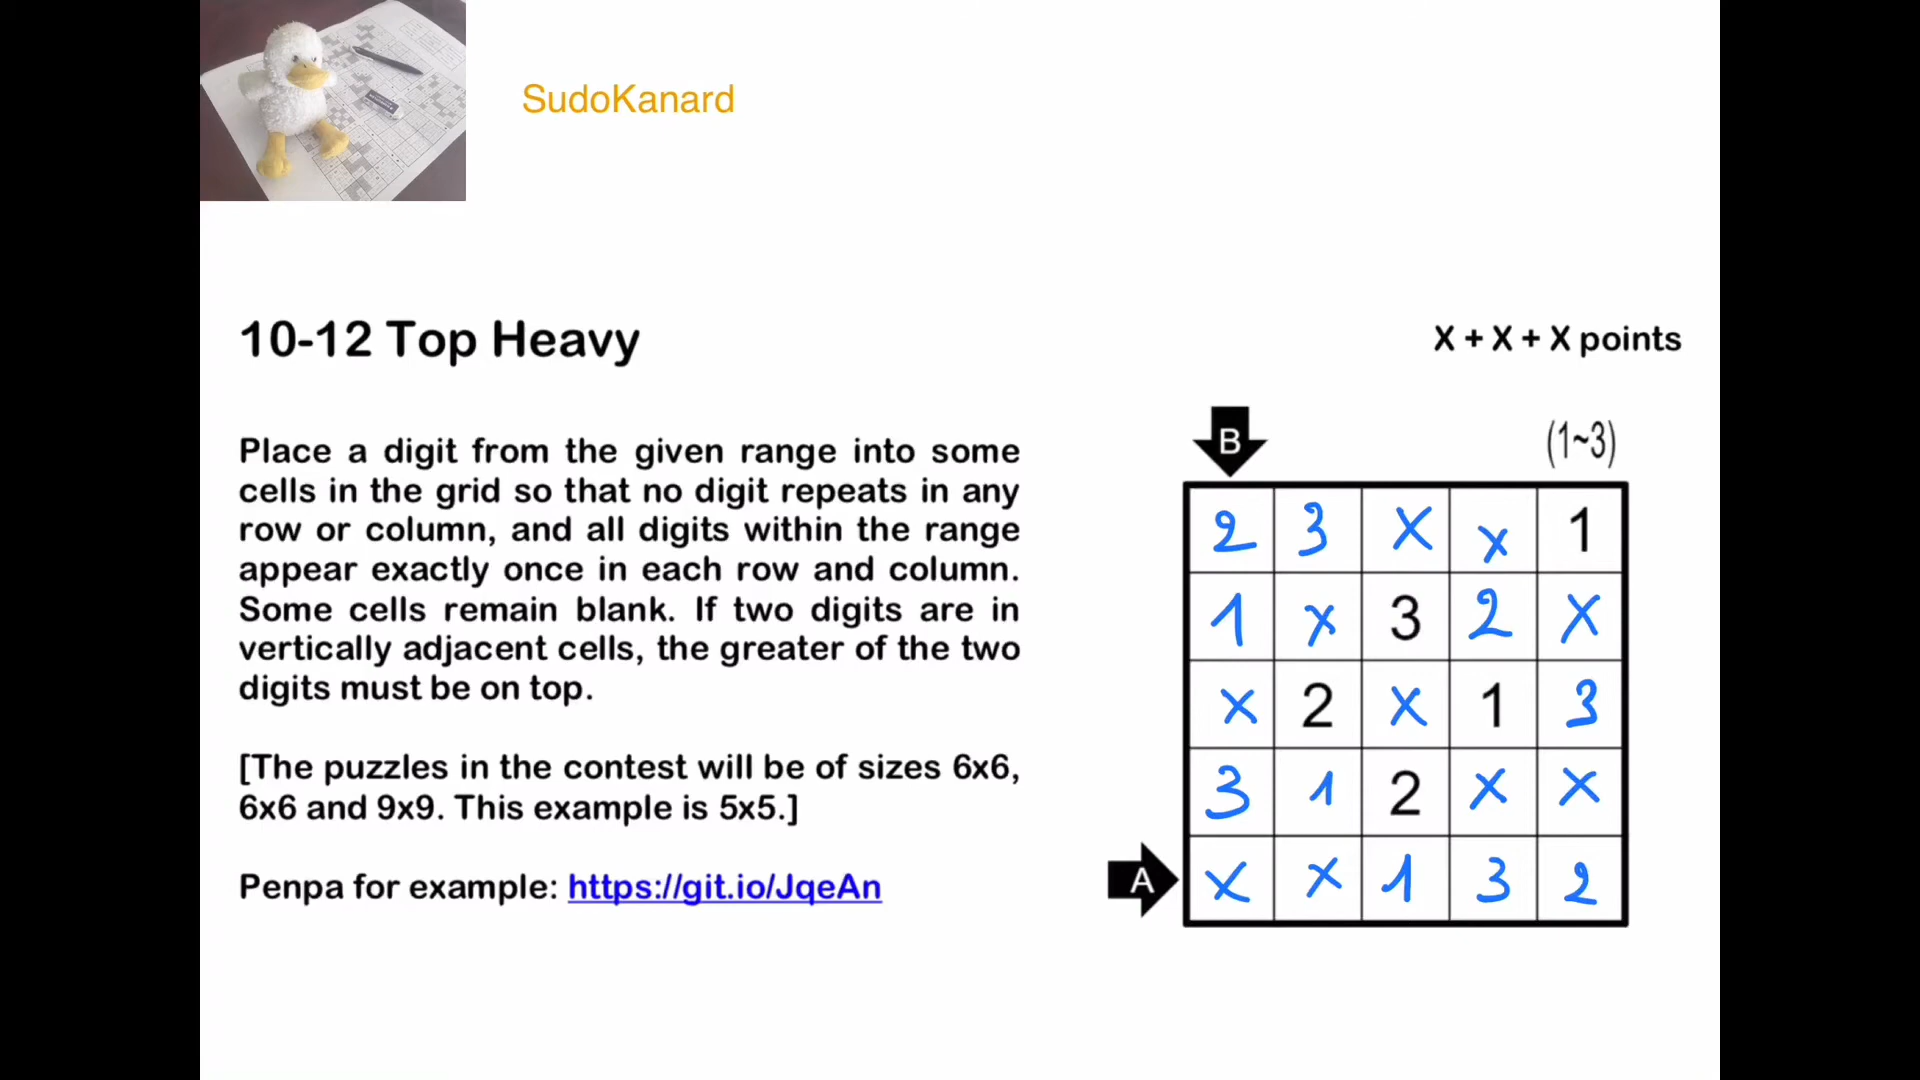 SudoKanard
10-12 Top Heavy
X + X + X points
Place a digit from the given range into some
cells in the grid so that no digit repeats in any
row or column, and all digits within the range
appear exactly once in each row and column.
Some cells remain blank. If two digits are in
vertically adjacent cells, the greater of the two
digits must be on top.
[The puzzles in the contest will be of sizes 6x6,
6x6 and 9x9. This example is 5x5.]
Penpa for example: https://git.io/JqeAn
B
(1~3)
2 3 X X 1
1 X 3 2 X
X 2 X 1 3
3 1 2 X X
A
X X 1 3 2